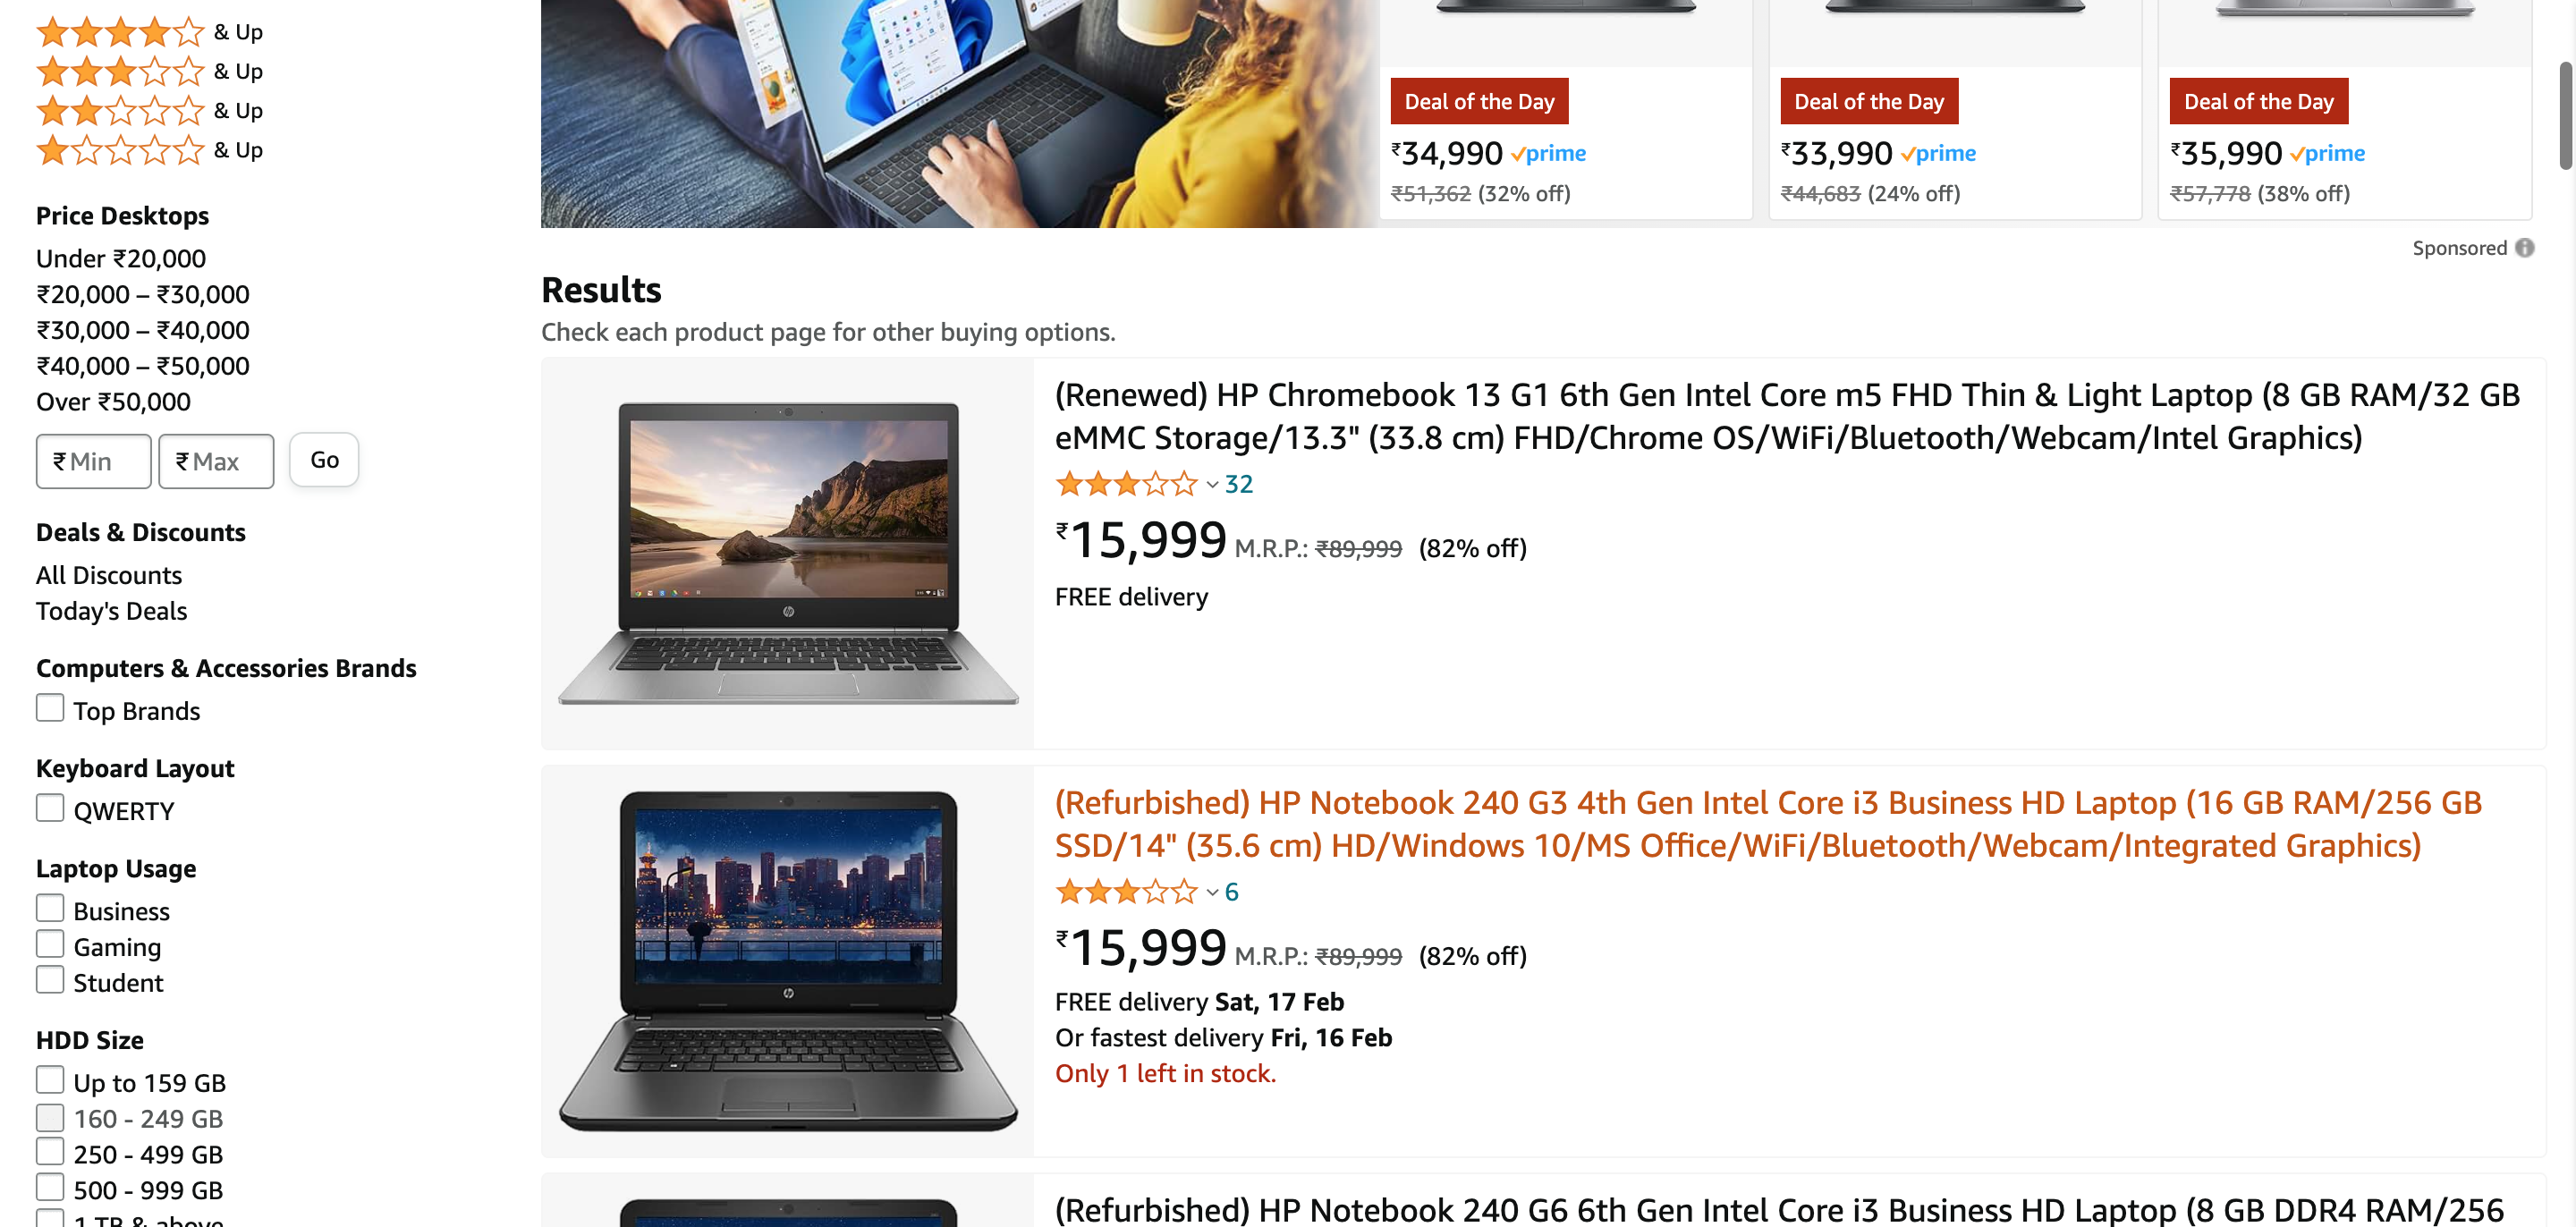 & Up
& Up
& Up
& Up
Price Desktops
Under ₹20,000
₹20,000 – ₹30,000
₹30,000 – ₹40,000
₹40,000 – ₹50,000
Over ₹50,000
₹ Min ₹ Max Go
Deals & Discounts
All Discounts
Today's Deals
Computers & Accessories Brands
Top Brands
Keyboard Layout
QWERTY
Laptop Usage
Business
Gaming
Student
HDD Size
Up to 159 GB
160 - 249 GB
250 - 499 GB
500 - 999 GB
1 TB & above
Deal of the Day
₹34,990 prime
₹51,362 (32% off)
Deal of the Day
₹33,990 prime
₹44,683 (24% off)
Deal of the Day
₹35,990 prime
₹57,778 (38% off)
Sponsored
Results
Check each product page for other buying options.
(Renewed) HP Chromebook 13 G1 6th Gen Intel Core m5 FHD Thin & Light Laptop (8 GB RAM/32 GB
eMMC Storage/13.3" (33.8 cm) FHD/Chrome OS/WiFi/Bluetooth/Webcam/Intel Graphics)
32
₹15,999 M.R.P.: ₹89,999 (82% off)
FREE delivery
(Refurbished) HP Notebook 240 G3 4th Gen Intel Core i3 Business HD Laptop (16 GB RAM/256 GB
SSD/14" (35.6 cm) HD/Windows 10/MS Office/WiFi/Bluetooth/Webcam/Integrated Graphics)
6
₹15,999 M.R.P.: ₹89,999 (82% off)
FREE delivery Sat, 17 Feb
Or fastest delivery Fri, 16 Feb
Only 1 left in stock.
(Refurbished) HP Notebook 240 G6 6th Gen Intel Core i3 Business HD Laptop (8 GB DDR4 RAM/256